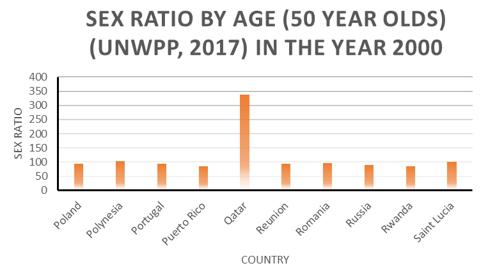 SEX RATIO BY AGE (50 YEAR OLDS)
(UNWPP, 2017) IN THE YEAR 2000
400
350
300
250
200
150
100
50
0
SEX RATIO
Poland
Polynesia
Portugal
Puerto Rico
Qatar
Reunion
Romania
Russia
Rwanda
Saint Lucia
COUNTRY